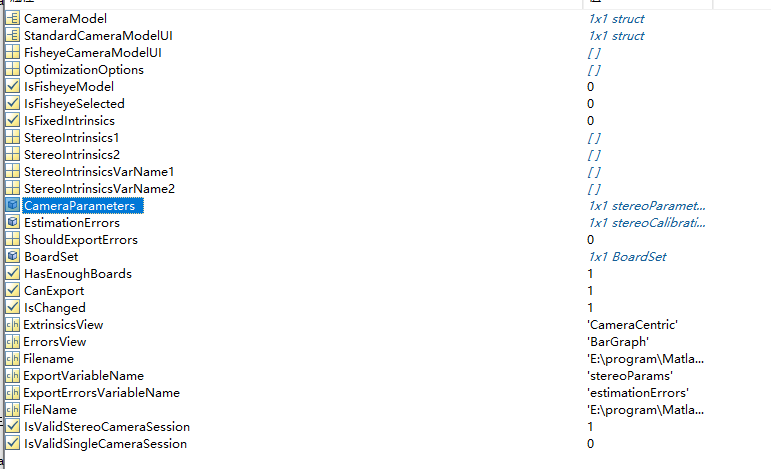 CameraModel 1x1 struct
StandardCameraModelUI 1x1 struct
FisheyeCameraModelUI []
OptimizationOptions []
IsFisheyeModel 0
IsFisheyeSelected 0
IsFixedIntrinsics 0
StereoIntrinsics1 []
StereoIntrinsics2 []
StereoIntrinsicsVarName1 []
StereoIntrinsicsVarName2 []
CameraParameters 1x1 stereoParamet...
EstimationErrors 1x1 stereoCalibrati...
ShouldExportErrors 0
BoardSet 1x1 BoardSet
HasEnoughBoards 1
CanExport 1
IsChanged 1
ExtrinsicsView 'CameraCentric'
ErrorsView 'BarGraph'
Filename 'E:\program\Matla...
ExportVariableName 'stereoParams'
ExportErrorsVariableName 'estimationErrors'
FileName 'E:\program\Matla...
IsValidStereoCameraSession 1
IsValidSingleCameraSession 0